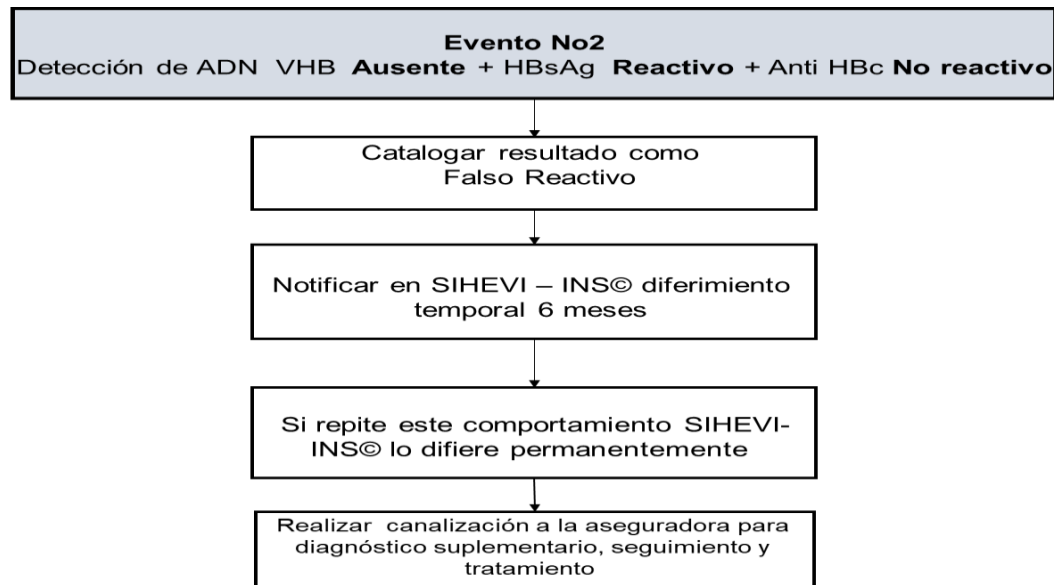 Evento No2
Detección de ADN VHB Ausente + HBsAg Reactivo + Anti HBc No reactivo
Catalogar resultado como
Falso Reactivo
Notificar en SIHEVI – INS© diferimiento
temporal 6 meses
Si repite este comportamiento SIHEVI-
INS© lo difiere permanentemente
Realizar canalización a la aseguradora para
diagnóstico suplementario, seguimiento y
tratamiento